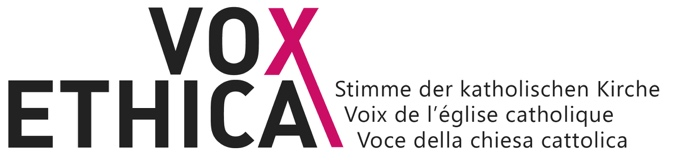 VOX
ETHICA
Stimme der katholischen Kirche
Voix de l'église catholique
Voce della chiesa cattolica